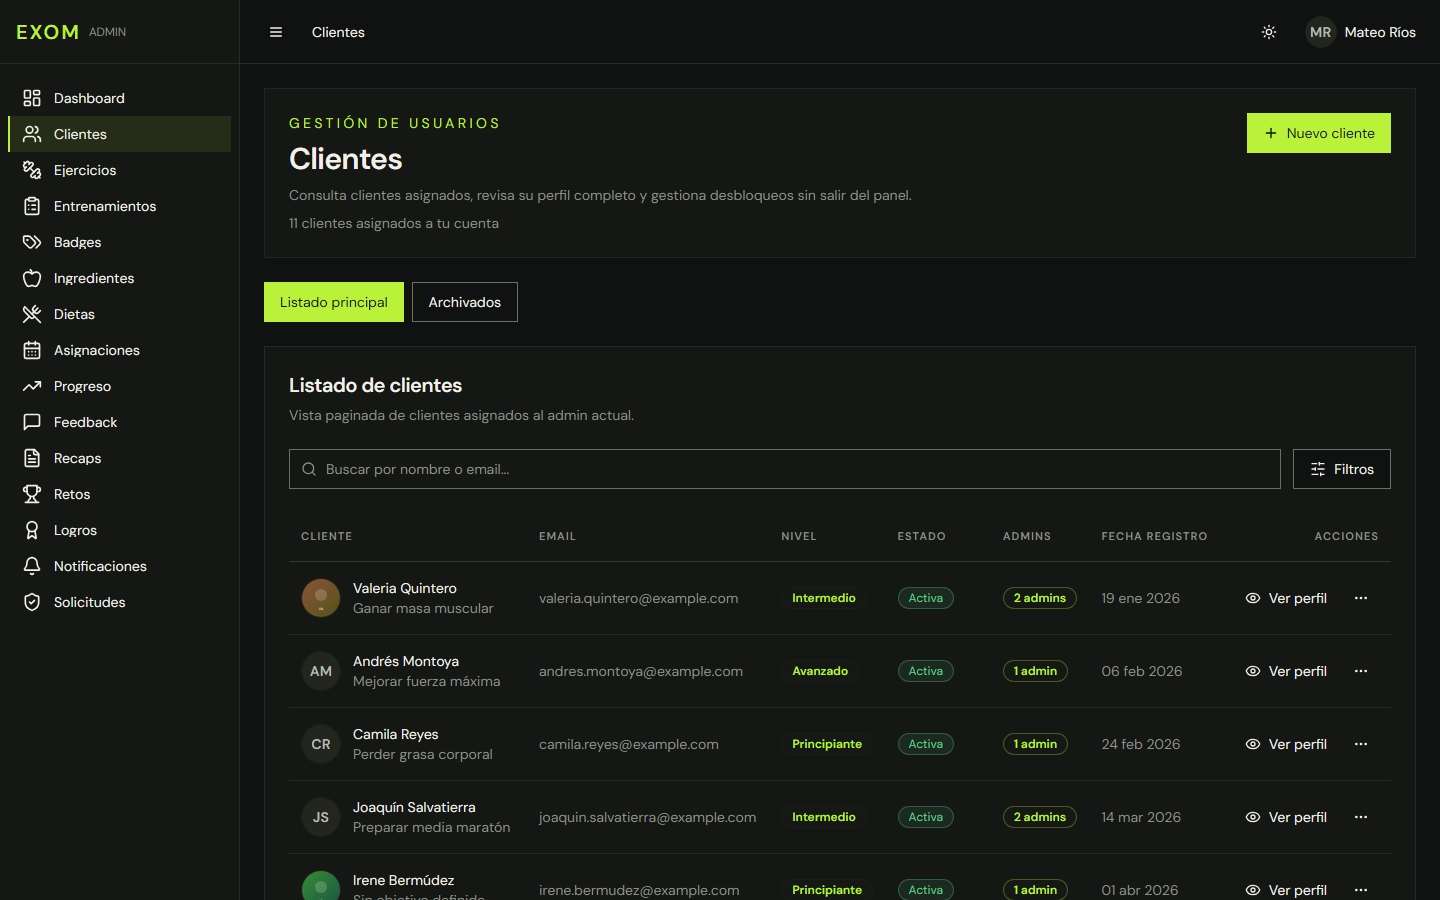 EXOM ADMIN
Clientes
MR Mateo Ríos
Dashboard
Clientes
Ejercicios
Entrenamientos
Badges
Ingredientes
Dietas
Asignaciones
Progreso
Feedback
Recaps
Retos
Logros
Notificaciones
Solicitudes
GESTIÓN DE USUARIOS
Clientes
Consulta clientes asignados, revisa su perfil completo y gestiona desbloqueos sin salir del panel.
11 clientes asignados a tu cuenta
Nuevo cliente
Listado principal Archivados
Listado de clientes
Vista paginada de clientes asignados al admin actual.
Buscar por nombre o email...
Filtros
CLIENTE EMAIL NIVEL ESTADO ADMINS FECHA REGISTRO ACCIONES
Valeria Quintero
Ganar masa muscular
valeria.quintero@example.com Intermedio Activa 2 admins 19 ene 2026 Ver perfil
AM
Andrés Montoya
Mejorar fuerza máxima
andres.montoya@example.com Avanzado Activa 1 admin 06 feb 2026 Ver perfil
CR
Camila Reyes
Perder grasa corporal
camila.reyes@example.com Principiante Activa 1 admin 24 feb 2026 Ver perfil
JS
Joaquín Salvatierra
Preparar media maratón
joaquin.salvatierra@example.com Intermedio Activa 2 admins 14 mar 2026 Ver perfil
Irene Bermúdez
Sin objetivo definido
irene.bermudez@example.com Principiante Activa 1 admin 01 abr 2026 Ver perfil